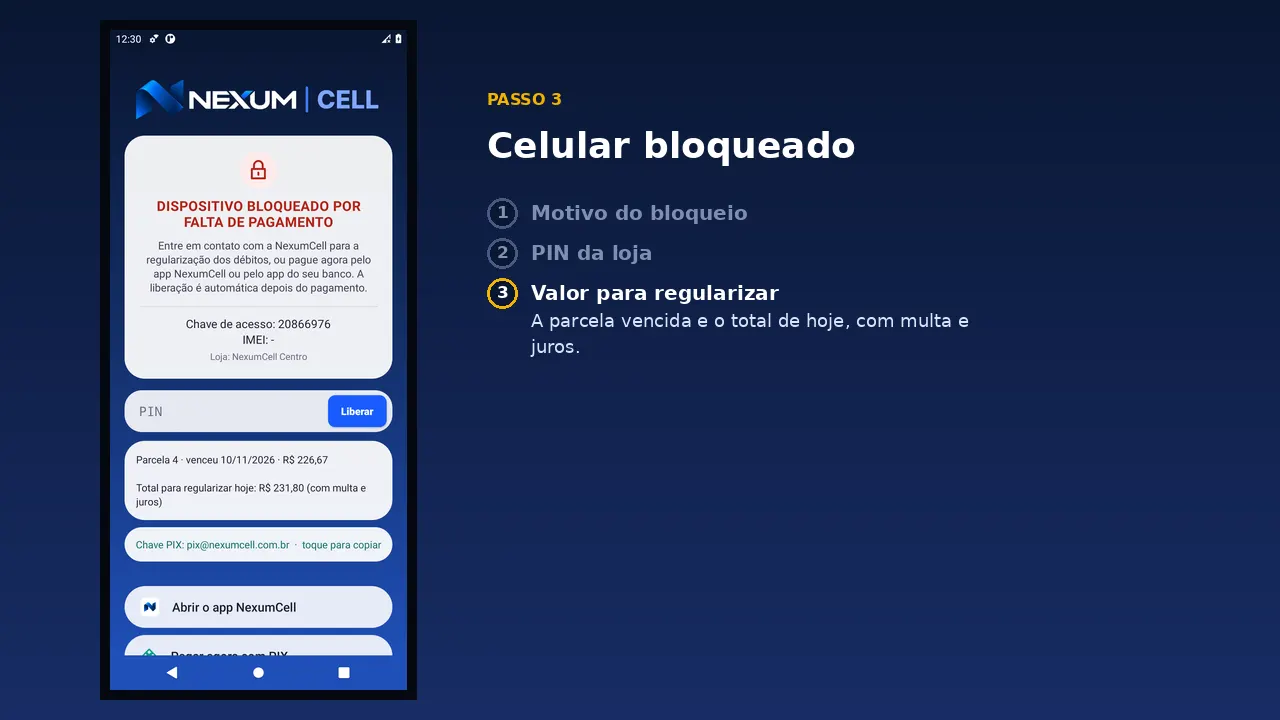 12:30
NEXUM | CELL
DISPOSITIVO BLOQUEADO POR
FALTA DE PAGAMENTO
Entre em contato com a NexumCell para a
regularização dos débitos, ou pague agora pelo
app NexumCell ou pelo app do seu banco. A
liberação é automática depois do pagamento.
Chave de acesso: 20866976
IMEI: -
Loja: NexumCell Centro
PIN
Liberar
Parcela 4 · venceu 10/11/2026 · R$ 226,67
Total para regularizar hoje: R$ 231,80 (com multa e
juros)
Chave PIX: pix@nexumcell.com.br · toque para copiar
Abrir o app NexumCell
Pagar agora com PIX
PASSO 3
Celular bloqueado
1 Motivo do bloqueio
2 PIN da loja
3 Valor para regularizar
A parcela vencida e o total de hoje, com multa e
juros.